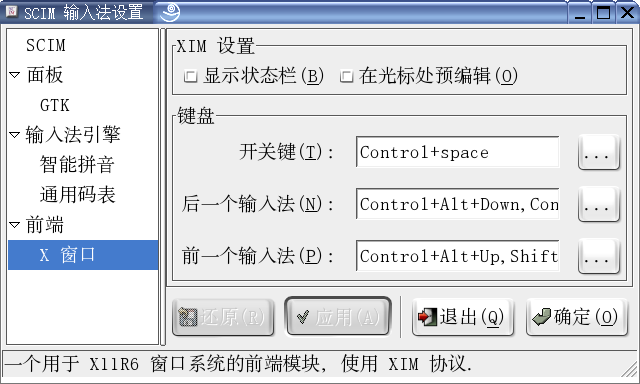 SCIM 输入法设置
SCIM
面板
GTK
输入法引擎
智能拼音
通用码表
前端
X 窗口
XIM 设置
显示状态栏(B) 在光标处预编辑(O)
键盘
开关键(T): Control+space ...
后一个输入法(N): Control+Alt+Down,Con ...
前一个输入法(P): Control+Alt+Up,Shift ...
还原(R) 应用(A) 退出(Q) 确定(O)
一个用于 X11R6 窗口系统的前端模块, 使用 XIM 协议.